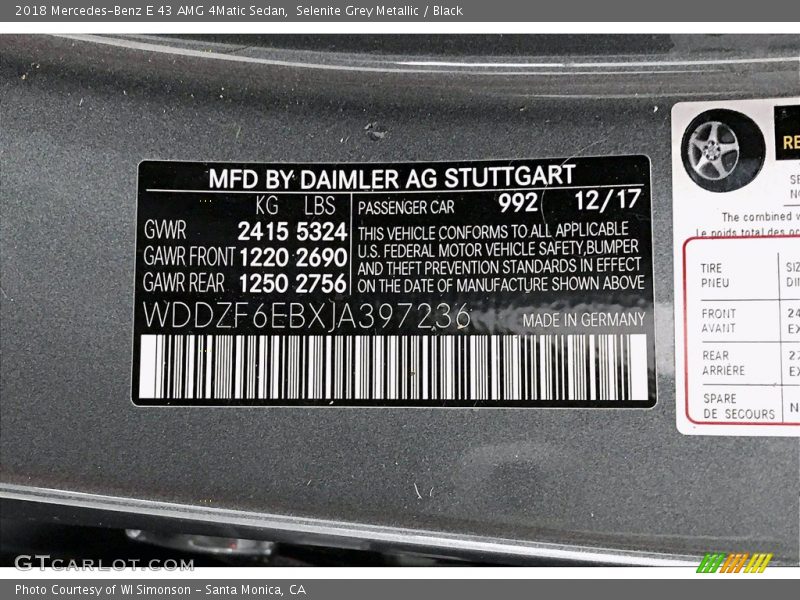 2018 Mercedes-Benz E 43 AMG 4Matic Sedan,  Selenite Grey Metallic / Black
MFD BY DAIMLER AG STUTTGART
KG LBS
GVWR 2415 5324
GAWR FRONT 1220 2690
GAWR REAR 1250 2756
PASSENGER CAR 992 12/17
THIS VEHICLE CONFORMS TO ALL APPLICABLE
U.S. FEDERAL MOTOR VEHICLE SAFETY, BUMPER
AND THEFT PREVENTION STANDARDS IN EFFECT
ON THE DATE OF MANUFACTURE SHOWN ABOVE
WDDZF6EBXJA397236 MADE IN GERMANY
The combined
Le poids total des
TIRE
PNEU
FRONT
AVANT
REAR
ARRIÈRE
SPARE
DE SECOURS
GTCARLOT.COM
Photo Courtesy of WI Simonson - Santa Monica, CA